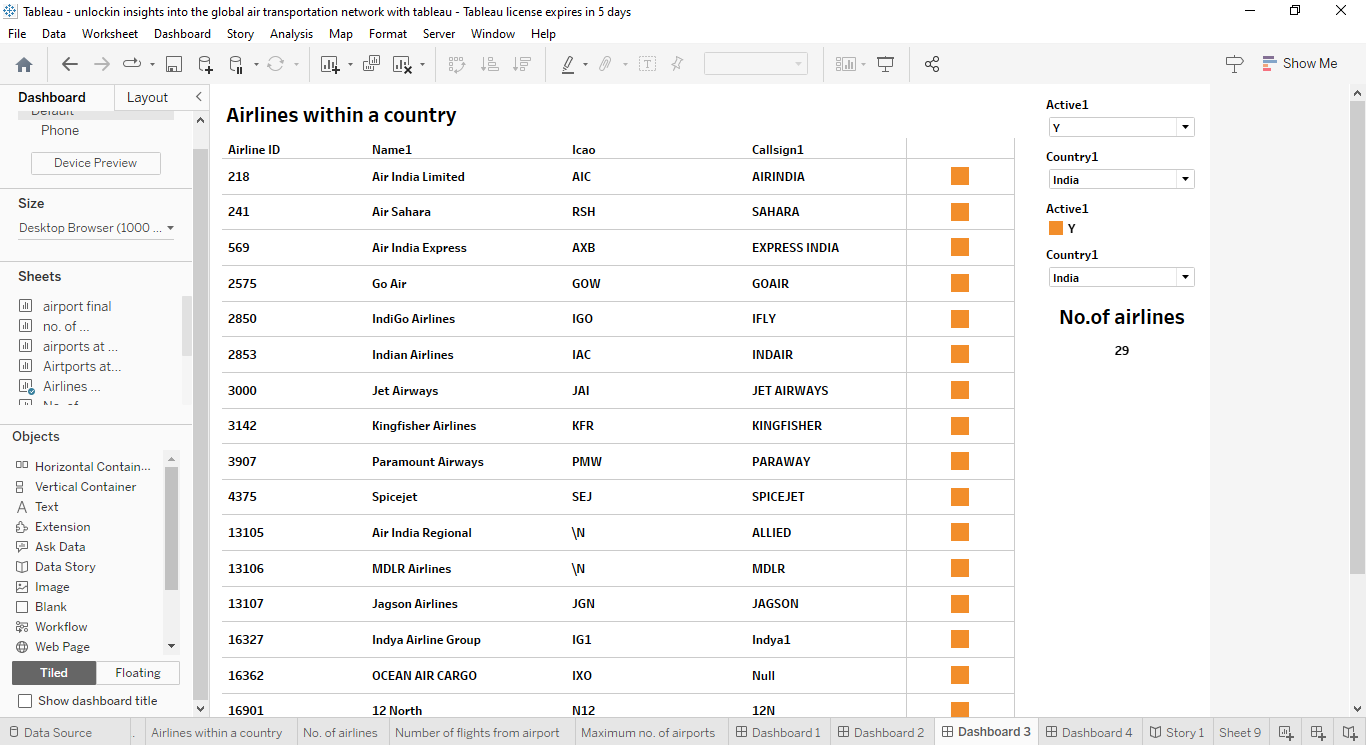 Tableau - unlockin insights into the global air transportation network with tableau - Tableau license expires in 5 days
File Data Worksheet Dashboard Story Analysis Map Format Server Window Help
Show Me
Dashboard Layout
Default
Phone
Device Preview
Size
Desktop Browser (1000 ...
Sheets
airport final
no. of ...
airports at ...
Airtports at...
Airlines ...
No. of
Objects
Horizontal Contain...
Vertical Container
Text
Extension
Ask Data
Data Story
Image
Blank
Workflow
Web Page
Tiled Floating
Show dashboard title
Airlines within a country
Airline ID Name1 Icao Callsign1
218 Air India Limited AIC AIRINDIA
241 Air Sahara RSH SAHARA
569 Air India Express AXB EXPRESS INDIA
2575 Go Air GOW GOAIR
2850 IndiGo Airlines IGO IFLY
2853 Indian Airlines IAC INDAIR
3000 Jet Airways JAI JET AIRWAYS
3142 Kingfisher Airlines KFR KINGFISHER
3907 Paramount Airways PMW PARAWAY
4375 Spicejet SEJ SPICEJET
13105 Air India Regional \N ALLIED
13106 MDLR Airlines \N MDLR
13107 Jagson Airlines JGN JAGSON
16327 Indya Airline Group IG1 Indya1
16362 OCEAN AIR CARGO IXO Null
16901 12 North N12 12N
Active1
Y
Country1
India
Active1
Y
Country1
India
No.of airlines
29
Data Source . Airlines within a country No. of airlines Number of flights from airport Maximum no. of airports Dashboard 1 Dashboard 2 Dashboard 3 Dashboard 4 Story 1 Sheet 9